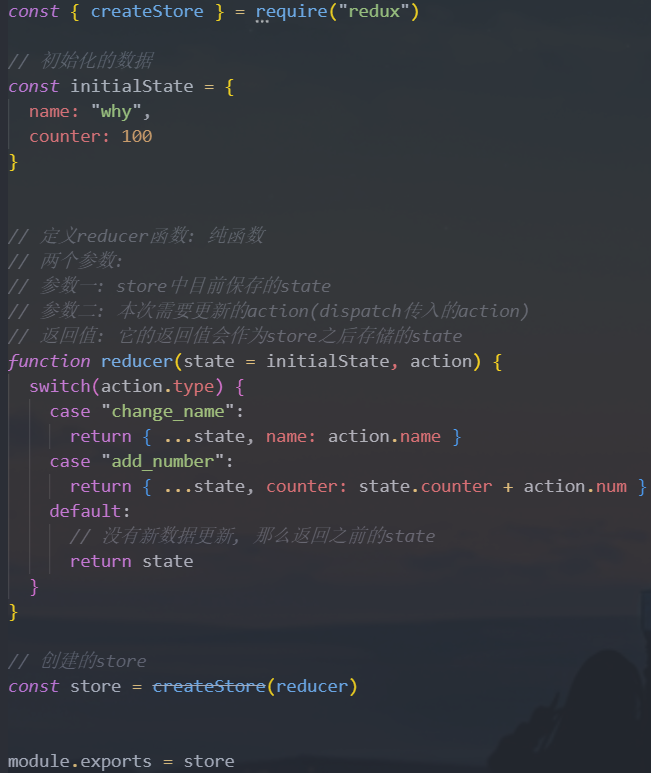 const { createStore } = require("redux")
// 初始化的数据
const initialState = {
  name: "why",
  counter: 100
}
// 定义reducer函数: 纯函数
// 两个参数:
// 参数一: store中目前保存的state
// 参数二: 本次需要更新的action(dispatch传入的action)
// 返回值: 它的返回值会作为store之后存储的state
function reducer(state = initialState, action) {
  switch(action.type) {
    case "change_name":
      return { ...state, name: action.name }
    case "add_number":
      return { ...state, counter: state.counter + action.num }
    default:
      // 没有新数据更新, 那么返回之前的state
      return state
  }
}
// 创建的store
const store = createStore(reducer)
module.exports = store